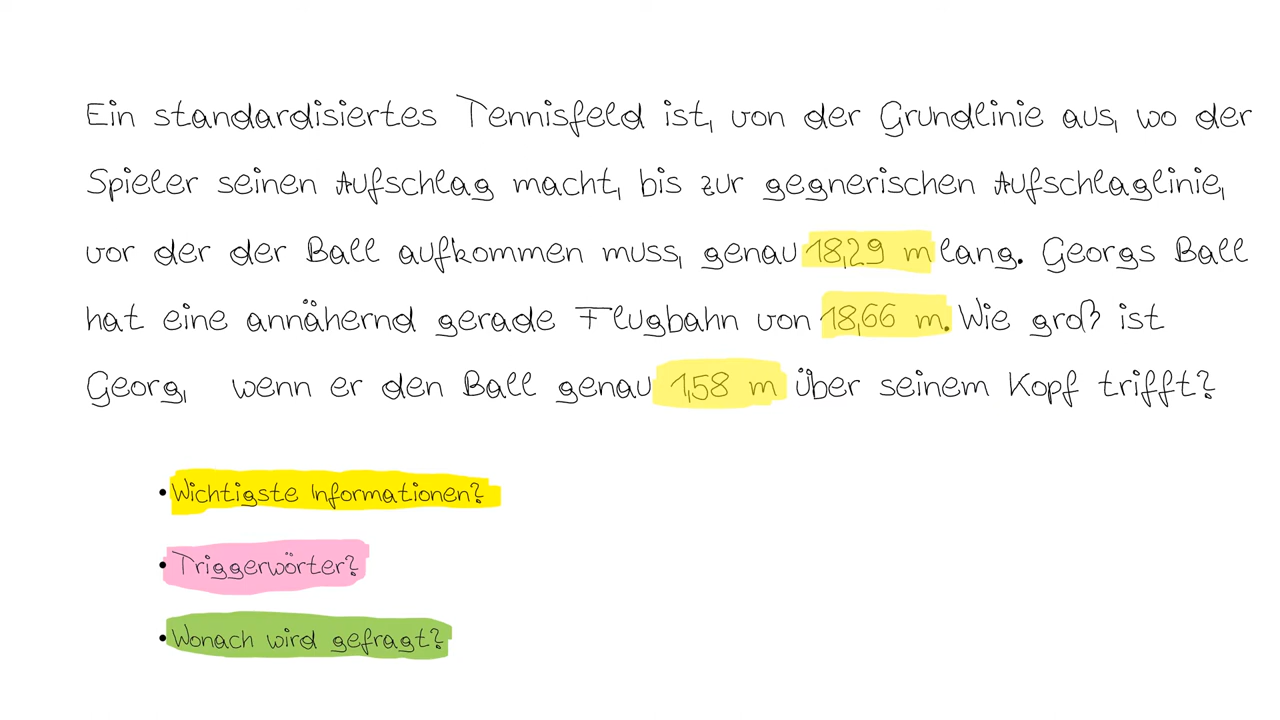 Ein standardisiertes Tennisfeld ist, von der Grundlinie aus, wo der
Spieler seinen Aufschlag macht, bis zur gegnerischen Aufschlaglinie,
vor der der Ball aufkommen muss, genau 18,29 m lang. Georgs Ball
hat eine annähernd gerade Flugbahn von 18,66 m. Wie groß ist
Georg, wenn er den Ball genau 1,58 m über seinem Kopf trifft?
• Wichtigste Informationen?
• Triggerwörter?
• Wonach wird gefragt?